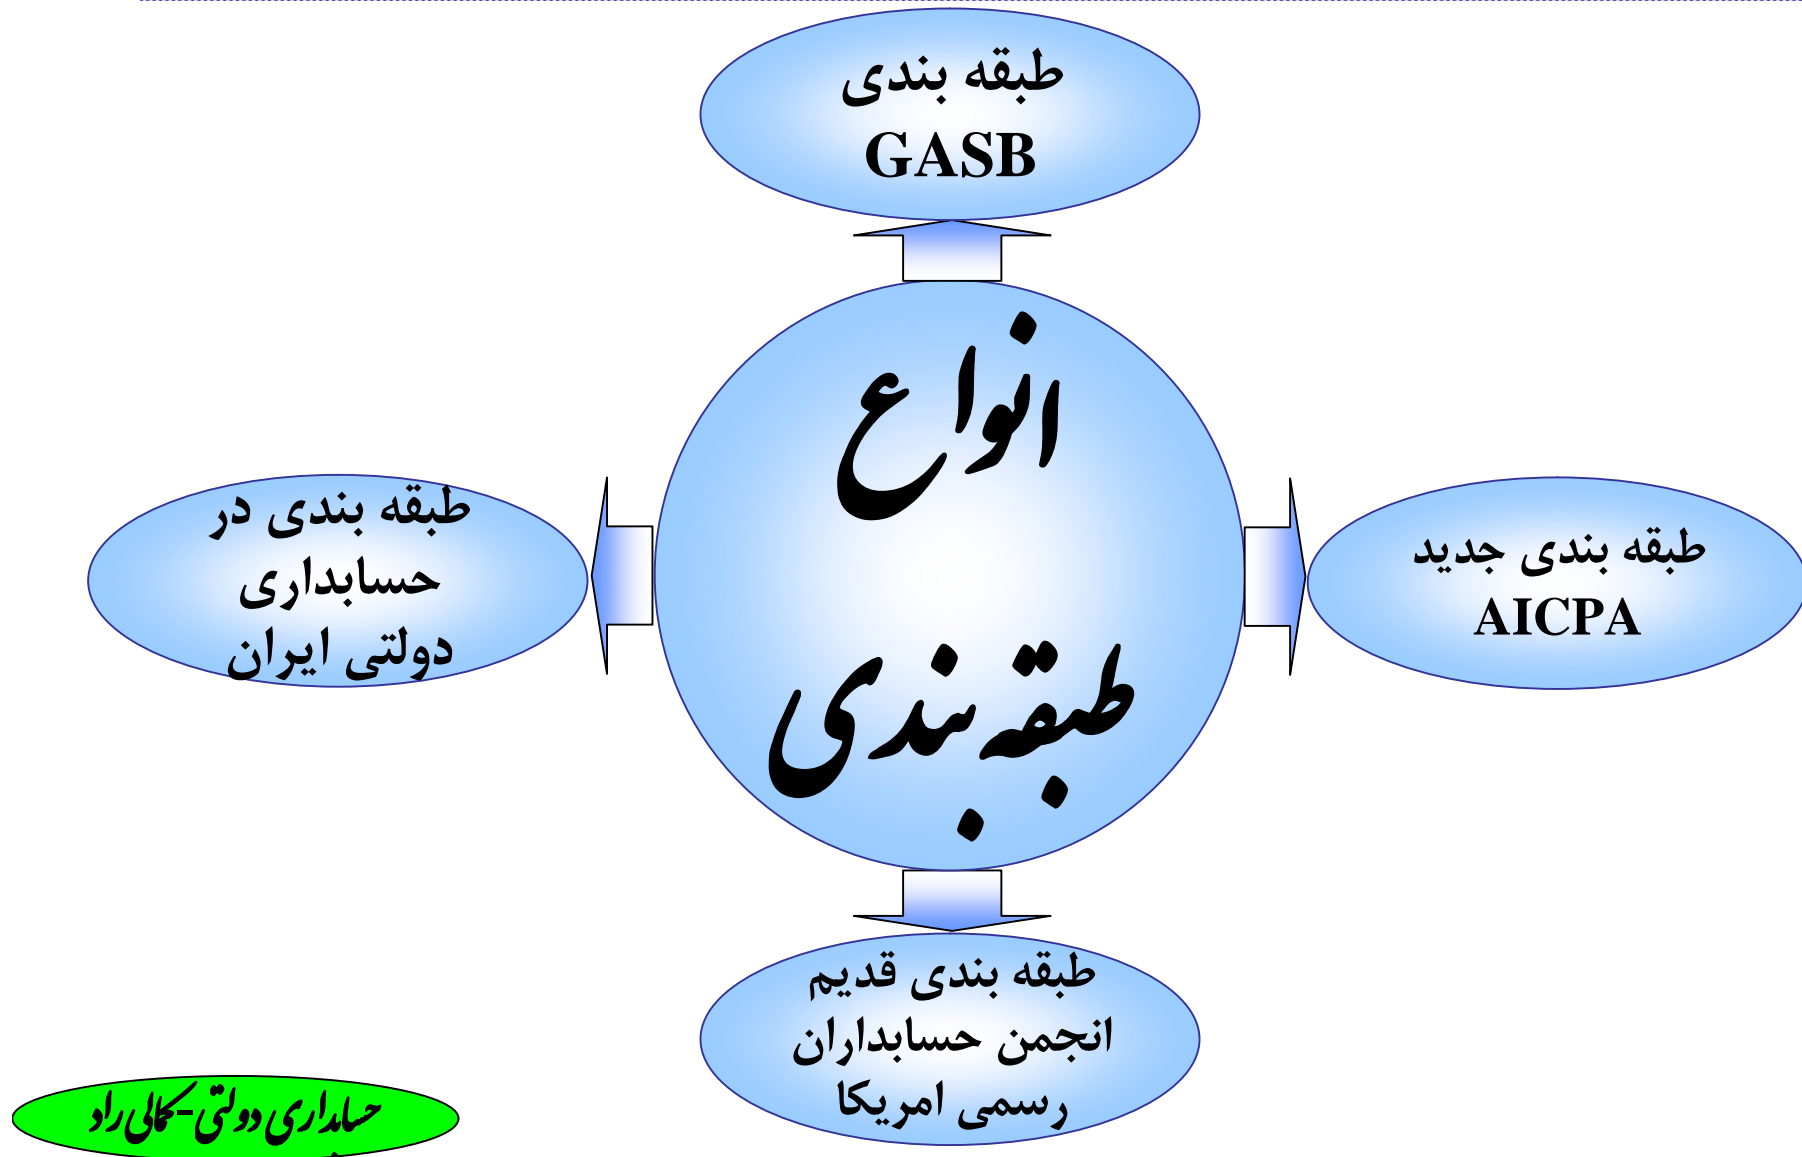 طبقه بندی
GASB
انواع
طبقه بندی
طبقه بندی جدید
AICPA
طبقه بندی در
حسابداری
دولتی ایران
طبقه بندی قدیم
انجمن حسابداران
رسمی امریکا
حسابداری دولتی-کمالی راد